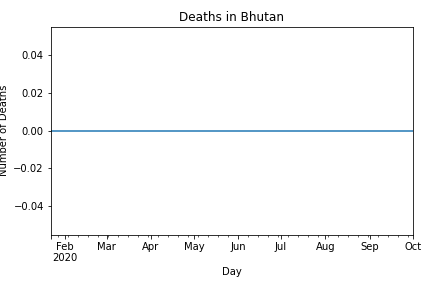 Deaths in Bhutan
Number of Deaths
0.04
0.02
0.00
−0.02
−0.04
Feb Mar Apr May Jun Jul Aug Sep Oct
2020
Day